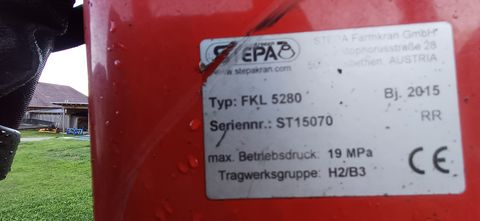 STEPA
www.stepakran.com
STEPA Farmkran GmbH
28
AUSTRIA
Typ: FKL 5280 Bj. 2015
Seriennr.: ST15070 RR
max. Betriebsdruck: 19 MPa
Tragwerksgruppe: H2/B3
CE